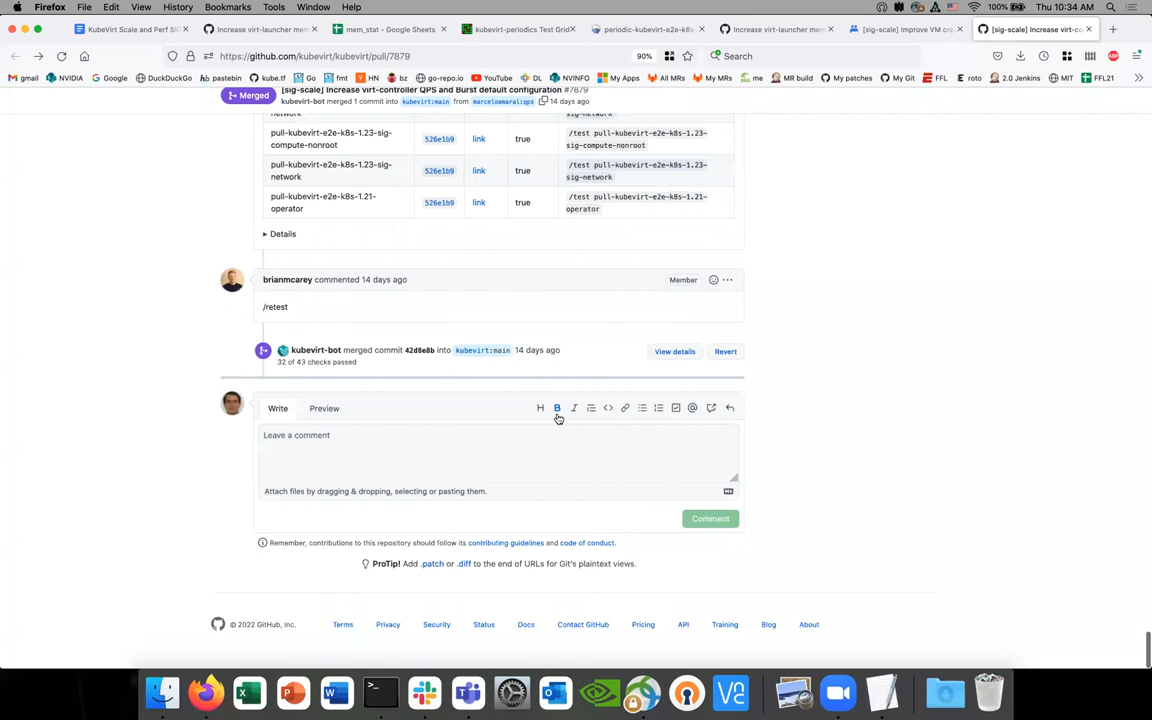 Firefox File Edit View History Bookmarks Tools Window Help 100% Thu 10:34 AM
KubeVirt Scale and Perf SIG Increase virt-launcher mem mem_stat - Google Sheets kubevirt-periodics TestGrid periodic-kubevirt-e2e-k8s- Increase virt-launcher mem [sig-scale] Improve VM cre [sig-scale] Increase virt-co
https://github.com/kubevirt/kubevirt/pull/7879 90% Search
gmail NVIDIA Google DuckDuckGo pastebin kube.tf Go fmt HN bz go-repo.io YouTube DL NVINFO My Apps All MRs My MRs me MR build My patches My Git FFL roto 2.0 Jenkins FFL21
[sig-scale] Increase virt-controller QPS and Burst default configuration #7879
Merged kubevirt-bot merged 1 commit into kubevirt:main from marceloamaral:qps 14 days ago
network sig-network
pull-kubevirt-e2e-k8s-1.23-sig- 526e1b9 link true /test pull-kubevirt-e2e-k8s-1.23-
compute-nonroot sig-compute-nonroot
pull-kubevirt-e2e-k8s-1.23-sig- 526e1b9 link true /test pull-kubevirt-e2e-k8s-1.23-
network sig-network
pull-kubevirt-e2e-k8s-1.21- 526e1b9 link true /test pull-kubevirt-e2e-k8s-1.21-
operator operator
Details
brianmcarey commented 14 days ago Member
/retest
kubevirt-bot merged commit 42d8e8b into kubevirt:main 14 days ago View details Revert
32 of 43 checks passed
Write Preview H B I @
Leave a comment
Attach files by dragging & dropping, selecting or pasting them.
Comment
Remember, contributions to this repository should follow its contributing guidelines and code of conduct.
ProTip! Add .patch or .diff to the end of URLs for Git's plaintext views.
© 2022 GitHub, Inc. Terms Privacy Security Status Docs Contact GitHub Pricing API Training Blog About